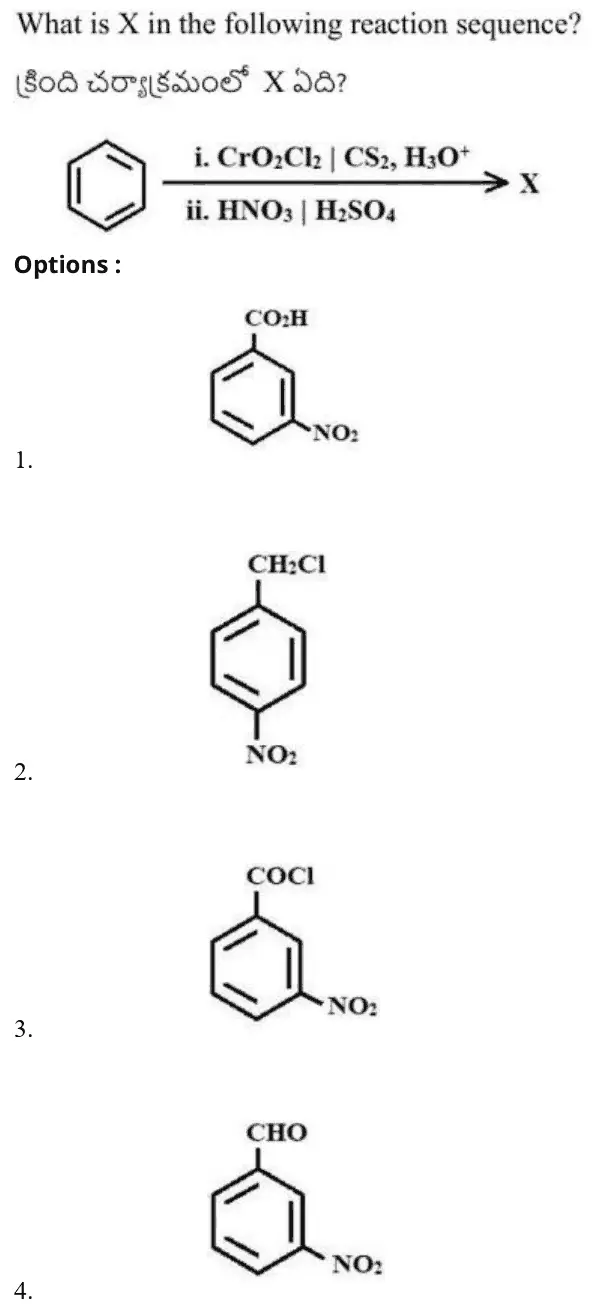 What is X in the following reaction sequence?
క్రింది చర్యాక్రమంలో X ఏది?
i. CrO₂Cl₂ | CS₂, H₃O⁺
X
ii. HNO₃ | H₂SO₄
Options :
CO₂H
NO₂
1.
CH₂Cl
NO₂
2.
COCl
NO₂
3.
CHO
NO₂
4.